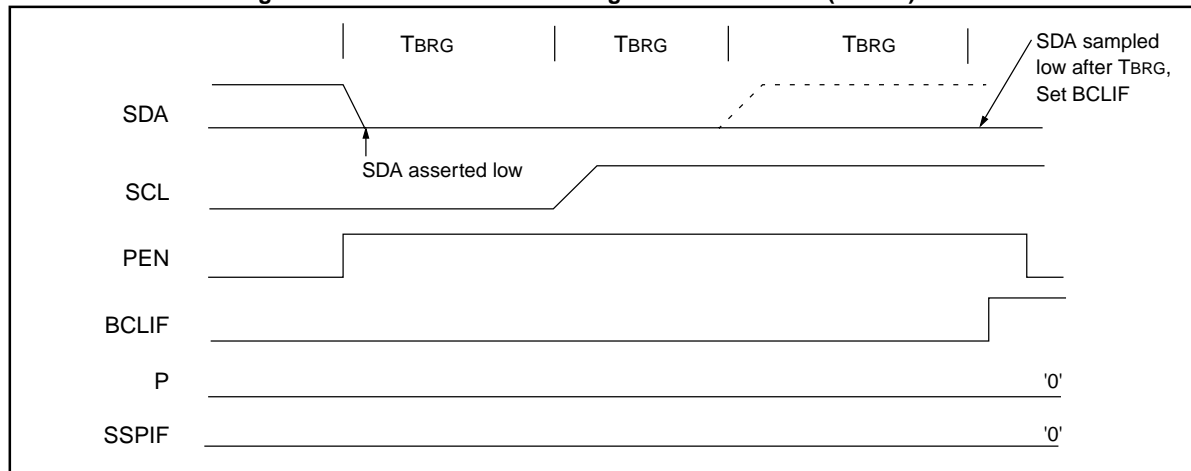 TBRG TBRG TBRG
SDA sampled
low after TBRG,
Set BCLIF
SDA
SDA asserted low
SCL
PEN
BCLIF
P '0'
SSPIF '0'